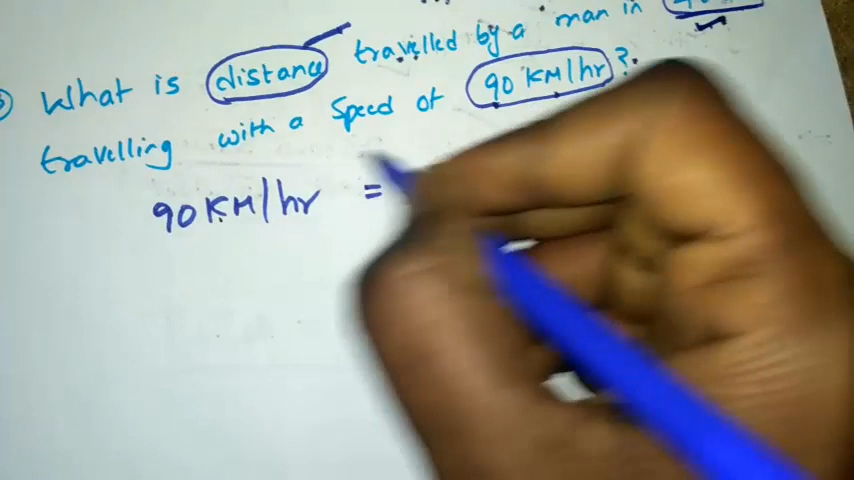 What is distance travelled by a man in
travelling with a speed of 90 KM/hr?
90 KM/hr =